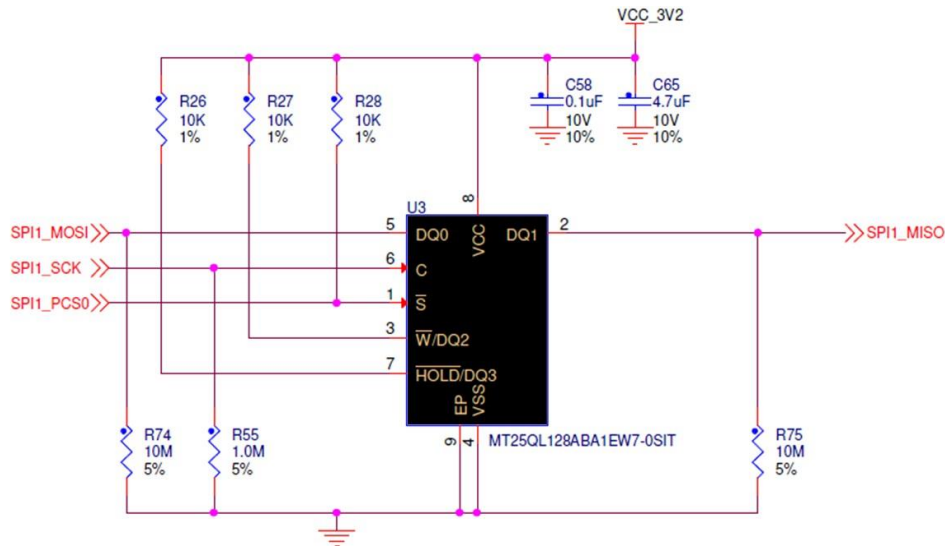 VCC_3V2
R26
10K
1%
R27
10K
1%
R28
10K
1%
C58
0.1uF
10V
10%
C65
4.7uF
10V
10%
U3
8
SPI1_MOSI
5
DQ0
VCC
DQ1
2
SPI1_MISO
SPI1_SCK
6
C
SPI1_PCS0
1
S
3
W/DQ2
7
HOLD/DQ3
EP
VSS
9
4
MT25QL128ABA1EW7-0SIT
R74
10M
5%
R55
1.0M
5%
R75
10M
5%